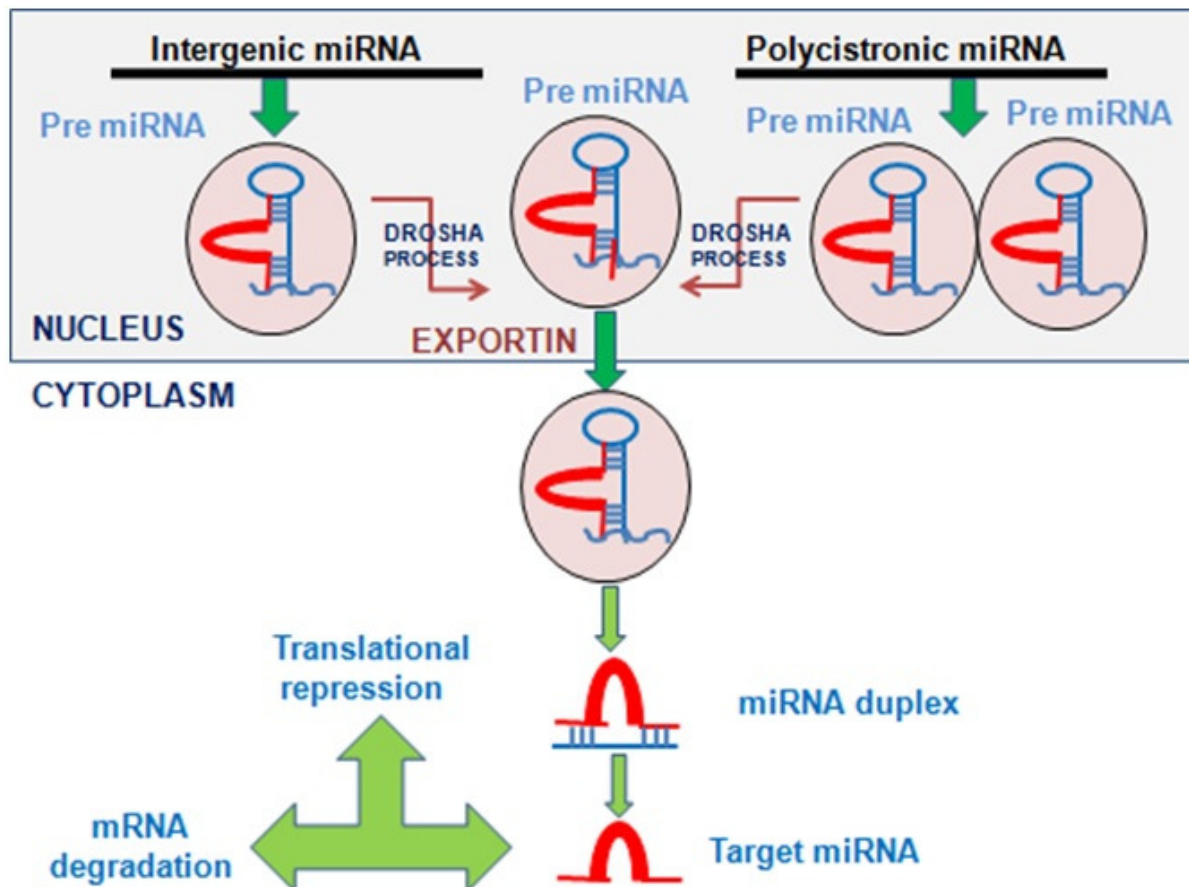 Intergenic miRNA
Polycistronic miRNA
Pre miRNA
Pre miRNA
Pre miRNA
Pre miRNA
DROSHA
PROCESS
DROSHA
PROCESS
NUCLEUS
EXPORTIN
CYTOPLASM
Translational
repression
miRNA duplex
mRNA
degradation
Target miRNA